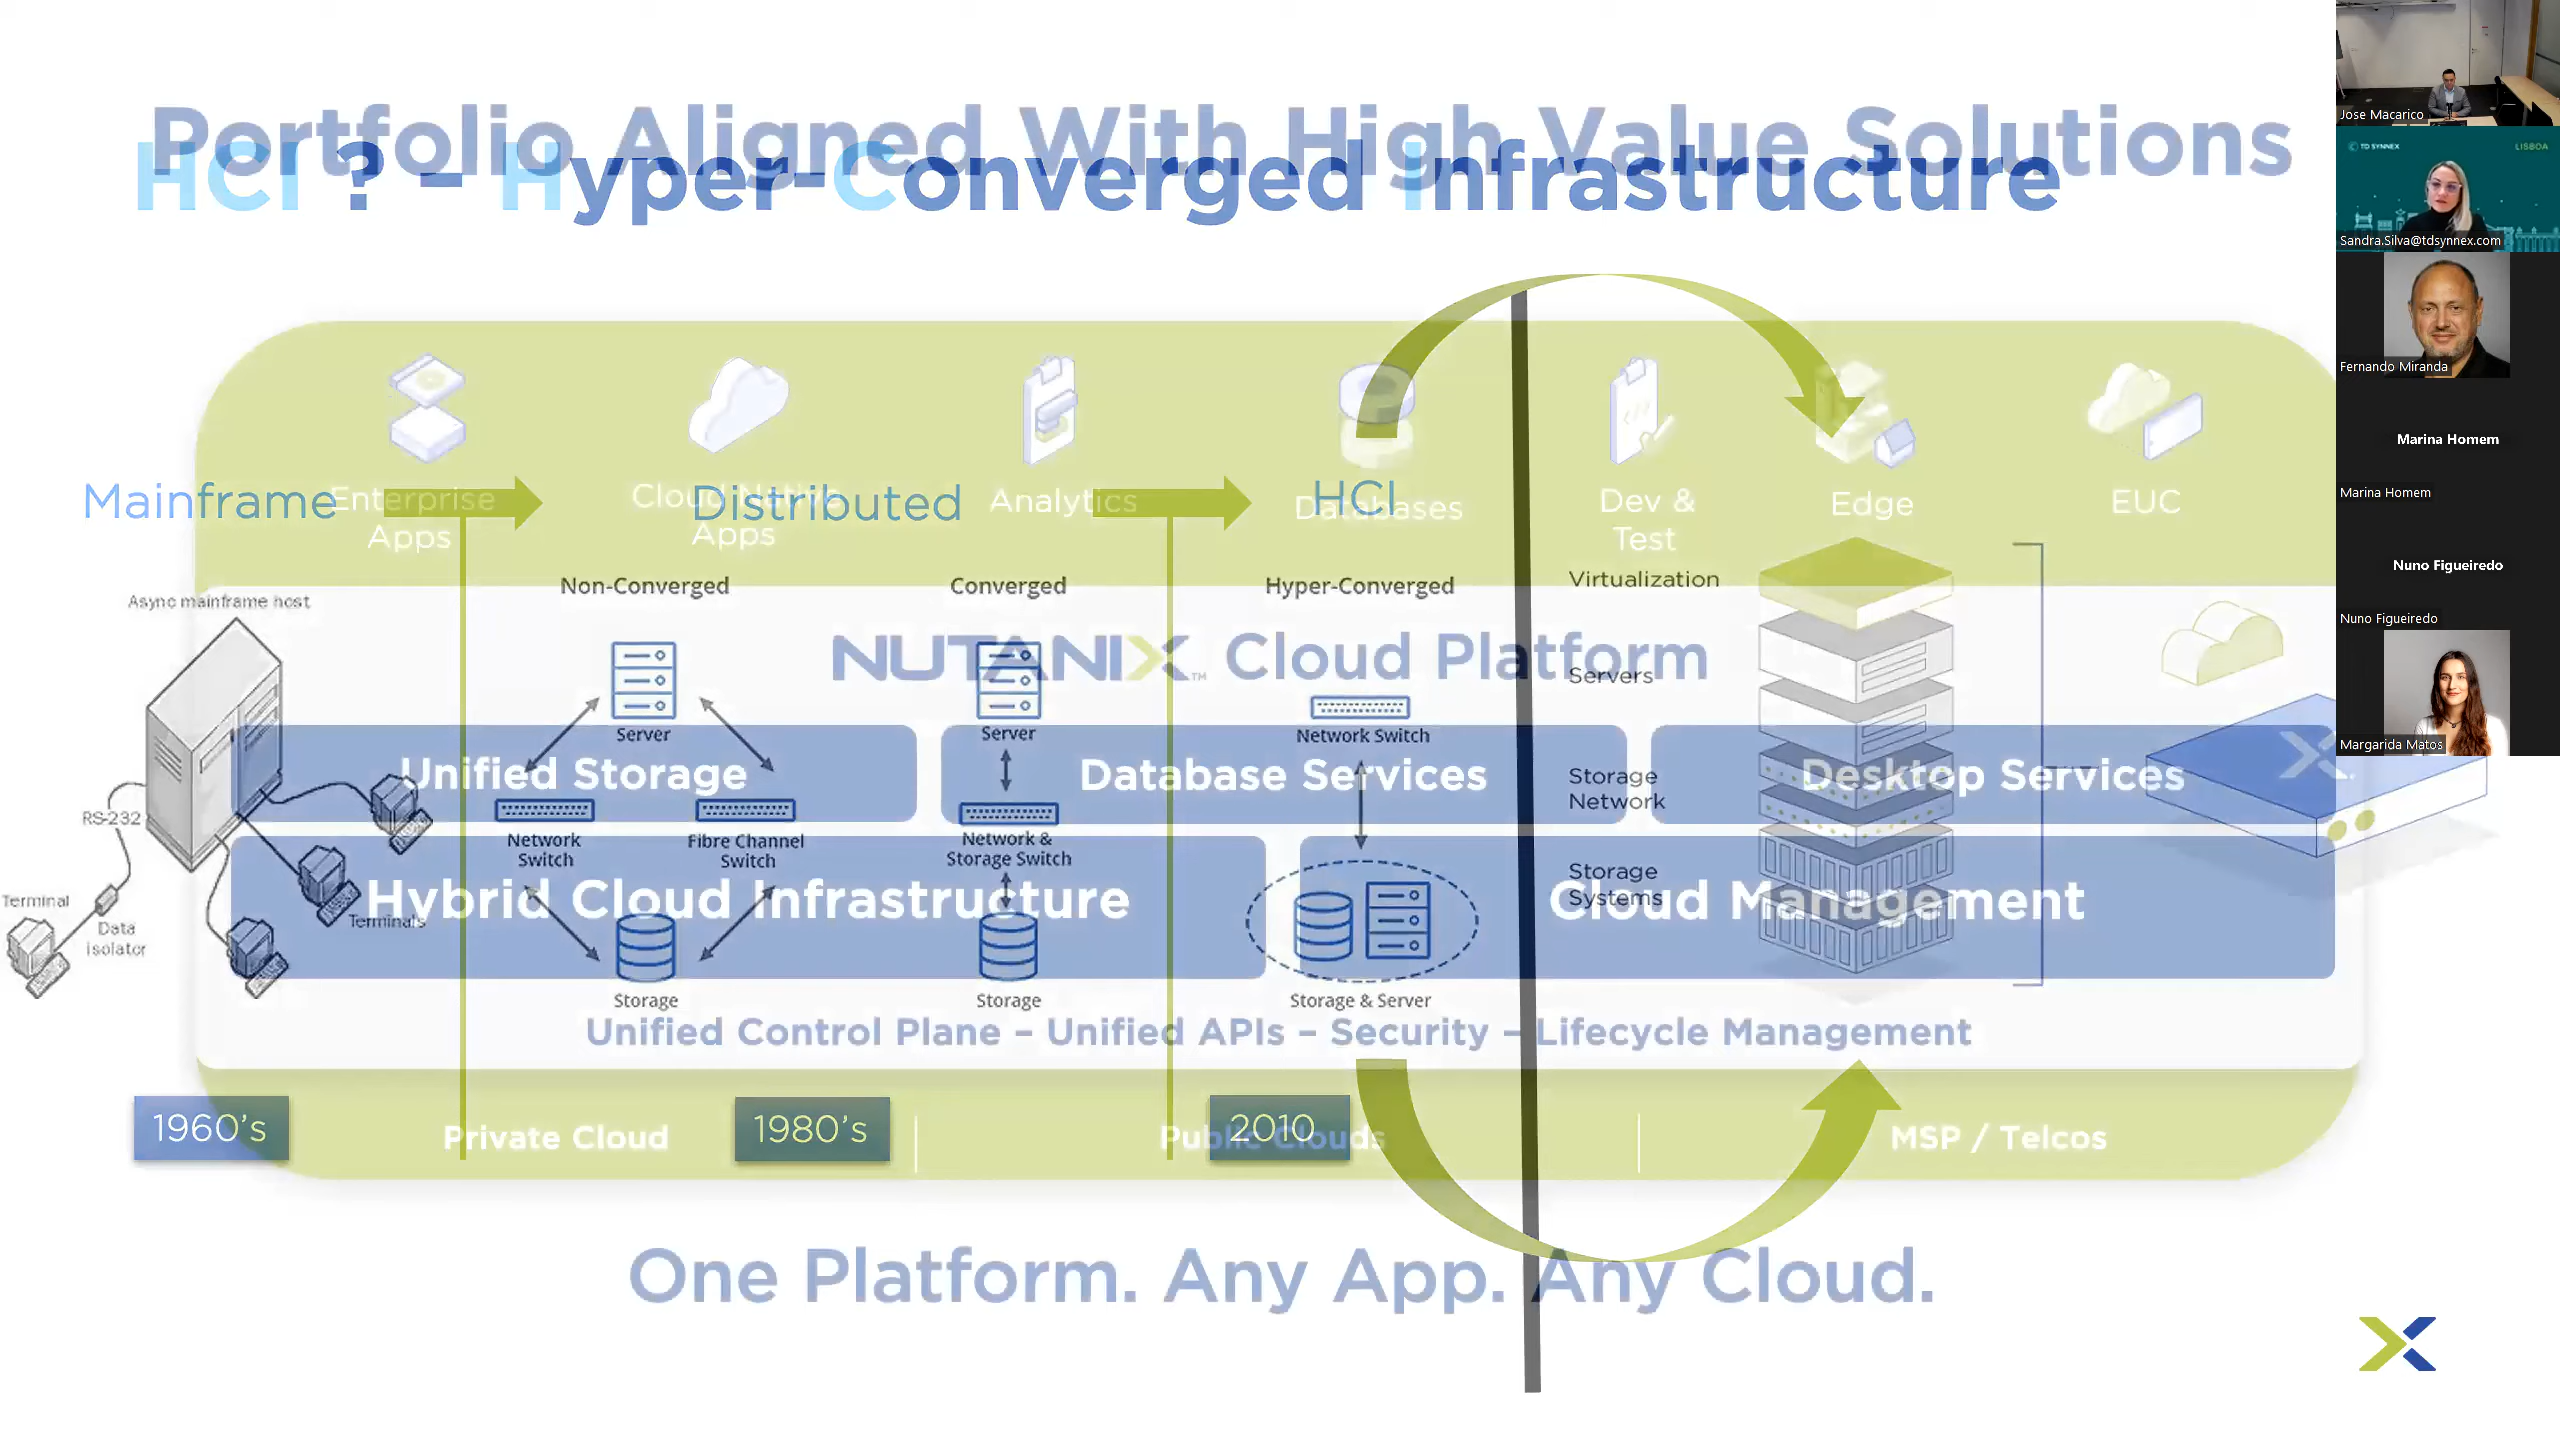 Portfolio Aligned With High Value Solutions
HCI ? – Hyper-Converged Infrastructure
Mainframe
Distributed
HCI
Enterprise
Apps
Cloud Native
Apps
Analytics
Databases
Dev &
Test
Edge
EUC
Async mainframe host
Non-Converged
Converged
Hyper-Converged
Virtualization
NUTANIX™ Cloud Platform
Servers
Server
Server
Network Switch
Unified Storage
Database Services
Desktop Services
Storage
Network
RS-232
Network
Switch
Fibre Channel
Switch
Network &
Storage Switch
Storage
Systems
Hybrid Cloud Infrastructure
Cloud Management
Terminal
Terminals
Data
isolator
Storage
Storage
Storage & Server
Unified Control Plane – Unified APIs – Security – Lifecycle Management
1960's
Private Cloud
1980's
Public Clouds
2010
MSP / Telcos
One Platform. Any App. Any Cloud.
Jose Macarico
TD SYNNEX
LISBOA
Sandra.Silva@tdsynnex.com
Fernando Miranda
Marina Homem
Marina Homem
Nuno Figueiredo
Nuno Figueiredo
Margarida Matos